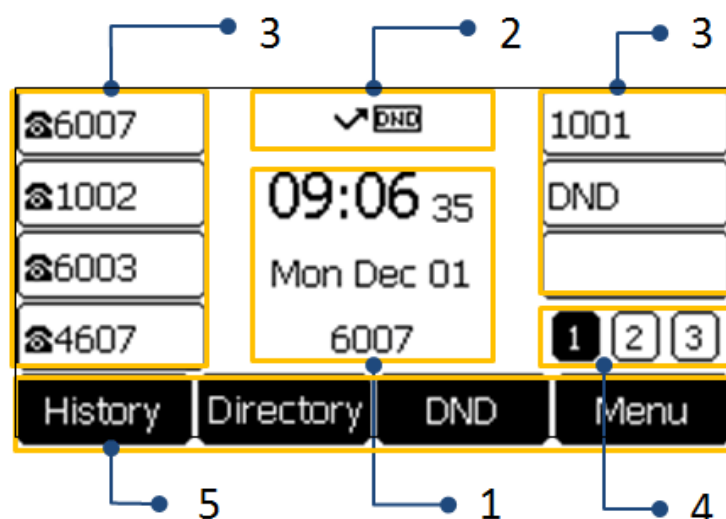 3 2 3
☎6007 DND 1001
☎1002 09:06 35 DND
☎6003 Mon Dec 01
☎4607 6007 1 2 3
History Directory DND Menu
5 1 4